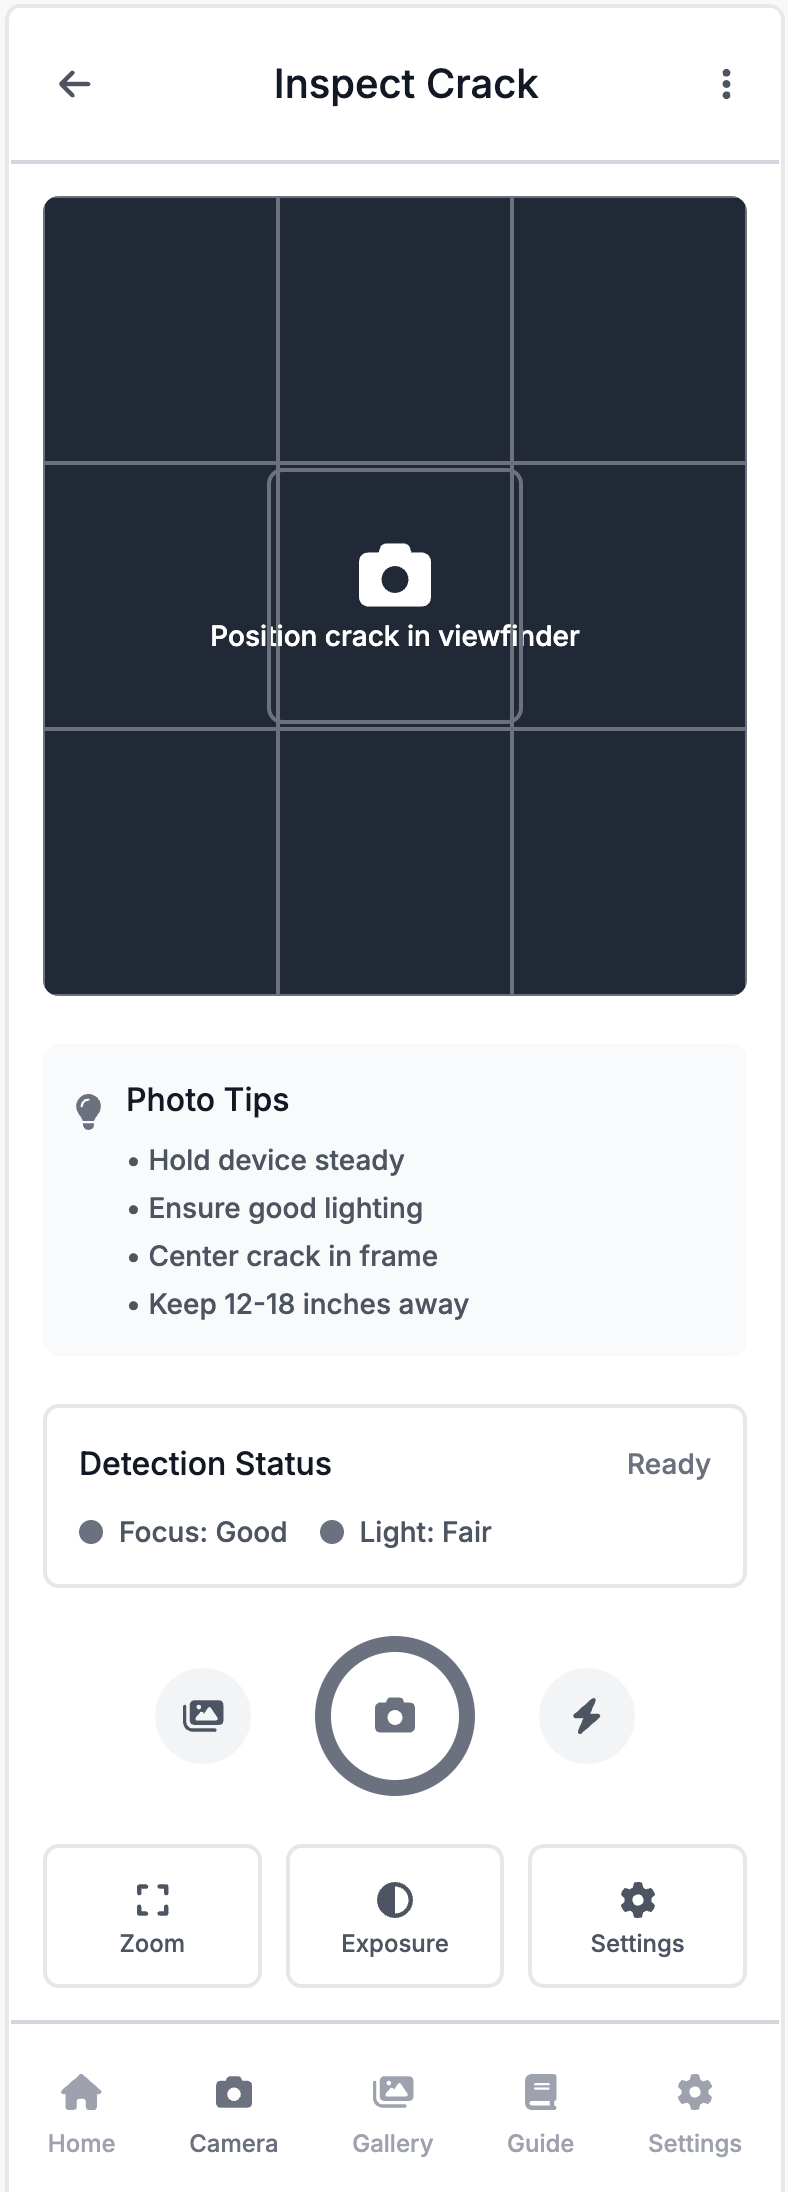 Inspect Crack
Position crack in viewfinder
Photo Tips
• Hold device steady
• Ensure good lighting
• Center crack in frame
• Keep 12-18 inches away
Detection Status
Ready
Focus: Good
Light: Fair
Zoom
Exposure
Settings
Home
Camera
Gallery
Guide
Settings